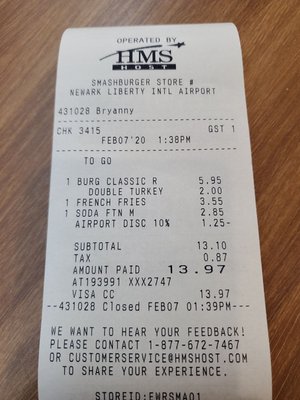 OPERATED BY
HMS
HOST
SMASHBURGER STORE #
NEWARK LIBERTY INTL AIRPORT
431028 Bryanny
CHK 3415 GST 1
FEB07'20 1:38PM
TO GO
1 BURG CLASSIC R 5.95
DOUBLE TURKEY 2.00
1 FRENCH FRIES 3.55
1 SODA FTN M 2.85
AIRPORT DISC 10% 1.25-
SUBTOTAL 13.10
TAX 0.87
AMOUNT PAID 13.97
AT193991 XXX2747
VISA CC 13.97
--431028 Closed FEB07 01:39PM---
WE WANT TO HEAR YOUR FEEDBACK!
PLEASE CONTACT 1-877-672-7467
OR CUSTOMERSERVICE@HMSHOST.COM
TO SHARE YOUR EXPERIENCE.
STOREID:EWRSMA01